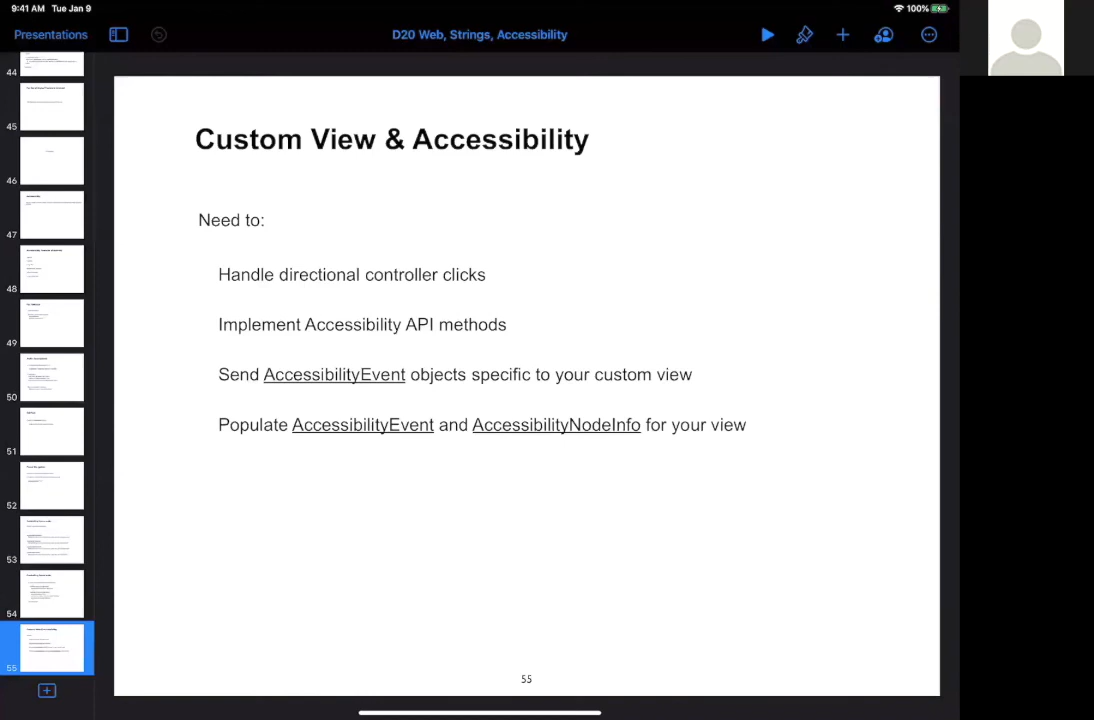 9:41 AM Tue Jan 9
100%
Presentations
D20 Web, Strings, Accessibility
44
45
46
47
48
49
50
51
52
53
54
55
Custom View & Accessibility
Need to:
Handle directional controller clicks
Implement Accessibility API methods
Send AccessibilityEvent objects specific to your custom view
Populate AccessibilityEvent and AccessibilityNodeInfo for your view
55